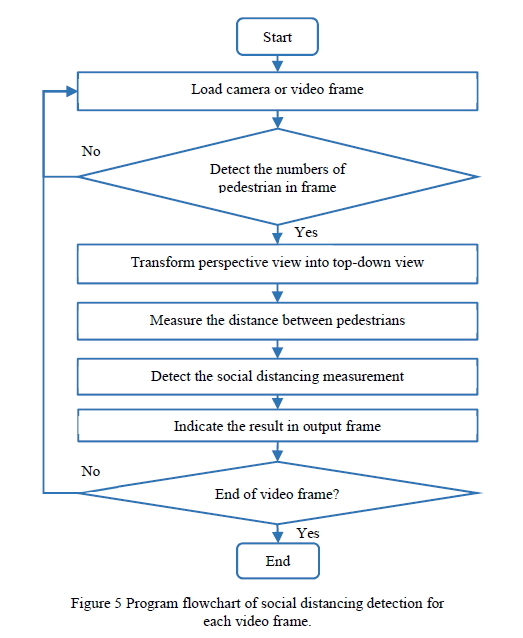 Start
Load camera or video frame
No
Detect the numbers of
pedestrian in frame
Yes
Transform perspective view into top-down view
Measure the distance between pedestrians
Detect the social distancing measurement
Indicate the result in output frame
No
End of video frame?
Yes
End
Figure 5 Program flowchart of social distancing detection for
each video frame.